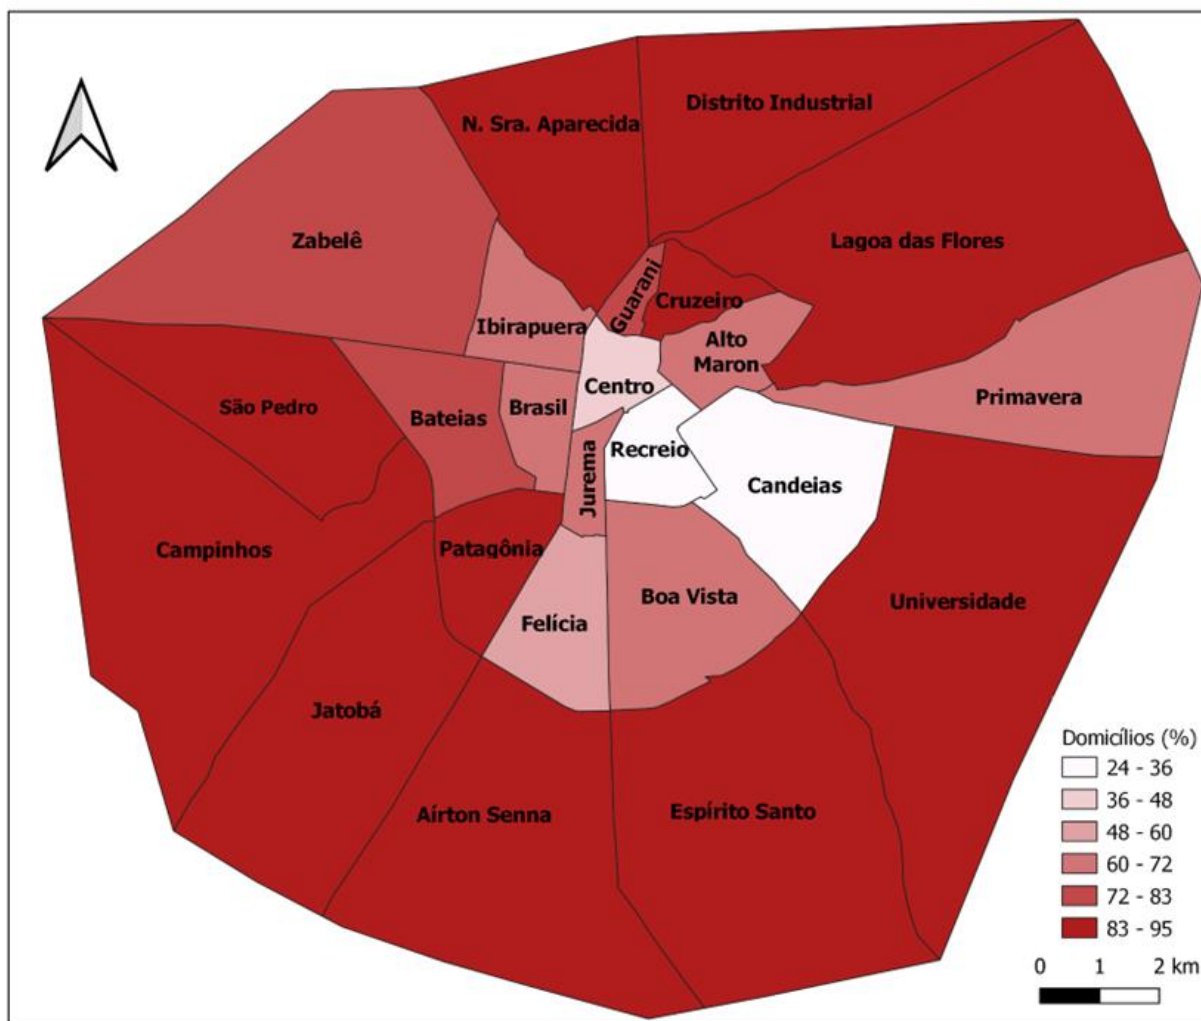 Distrito Industrial
N. Sra. Aparecida
Zabelê
Lagoa das Flores
Guarani
Cruzeiro
Ibirapuera
Alto
Maron
Centro
Primavera
São Pedro
Bateias
Brasil
Jurema
Recreio
Candeias
Campinhos
Patagônia
Felícia
Boa Vista
Universidade
Jatobá
Aírton Senna
Espírito Santo
Domicílios (%)
24 - 36
36 - 48
48 - 60
60 - 72
72 - 83
83 - 95
0 1 2 km